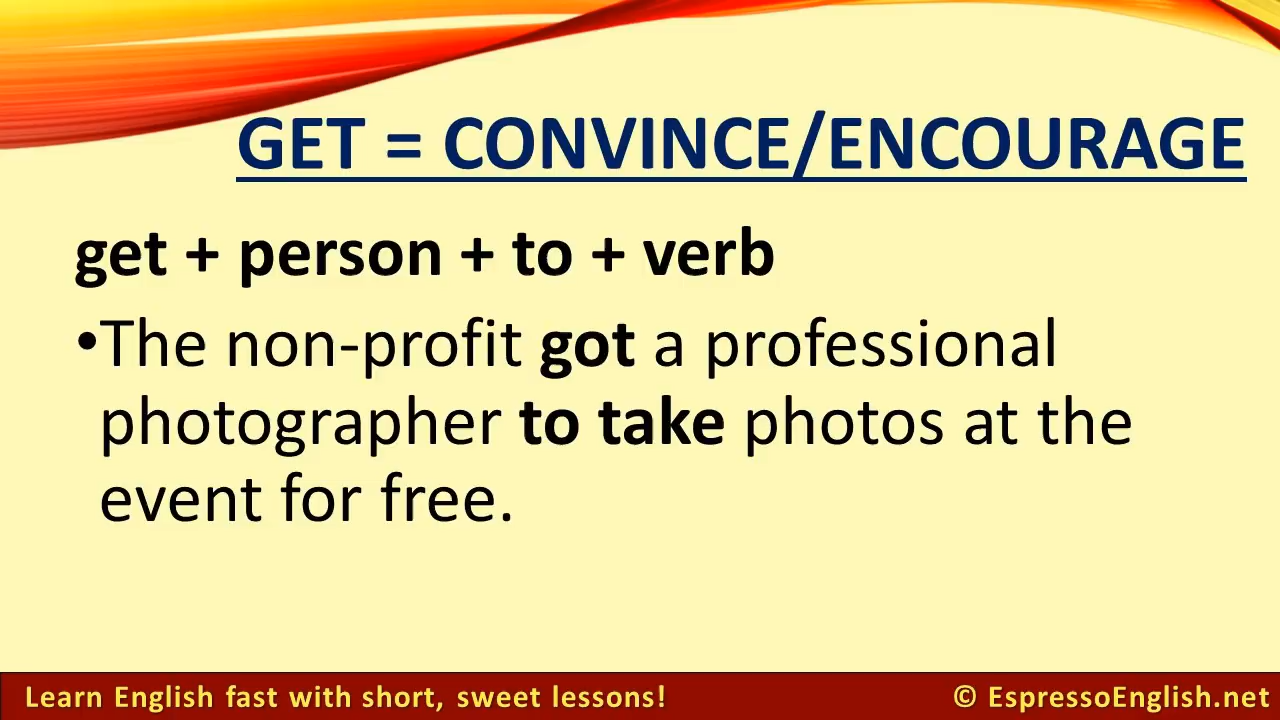 GET = CONVINCE/ENCOURAGE
get + person + to + verb
•The non-profit got a professional
photographer to take photos at the
event for free.
Learn English fast with short, sweet lessons!
© EspressoEnglish.net